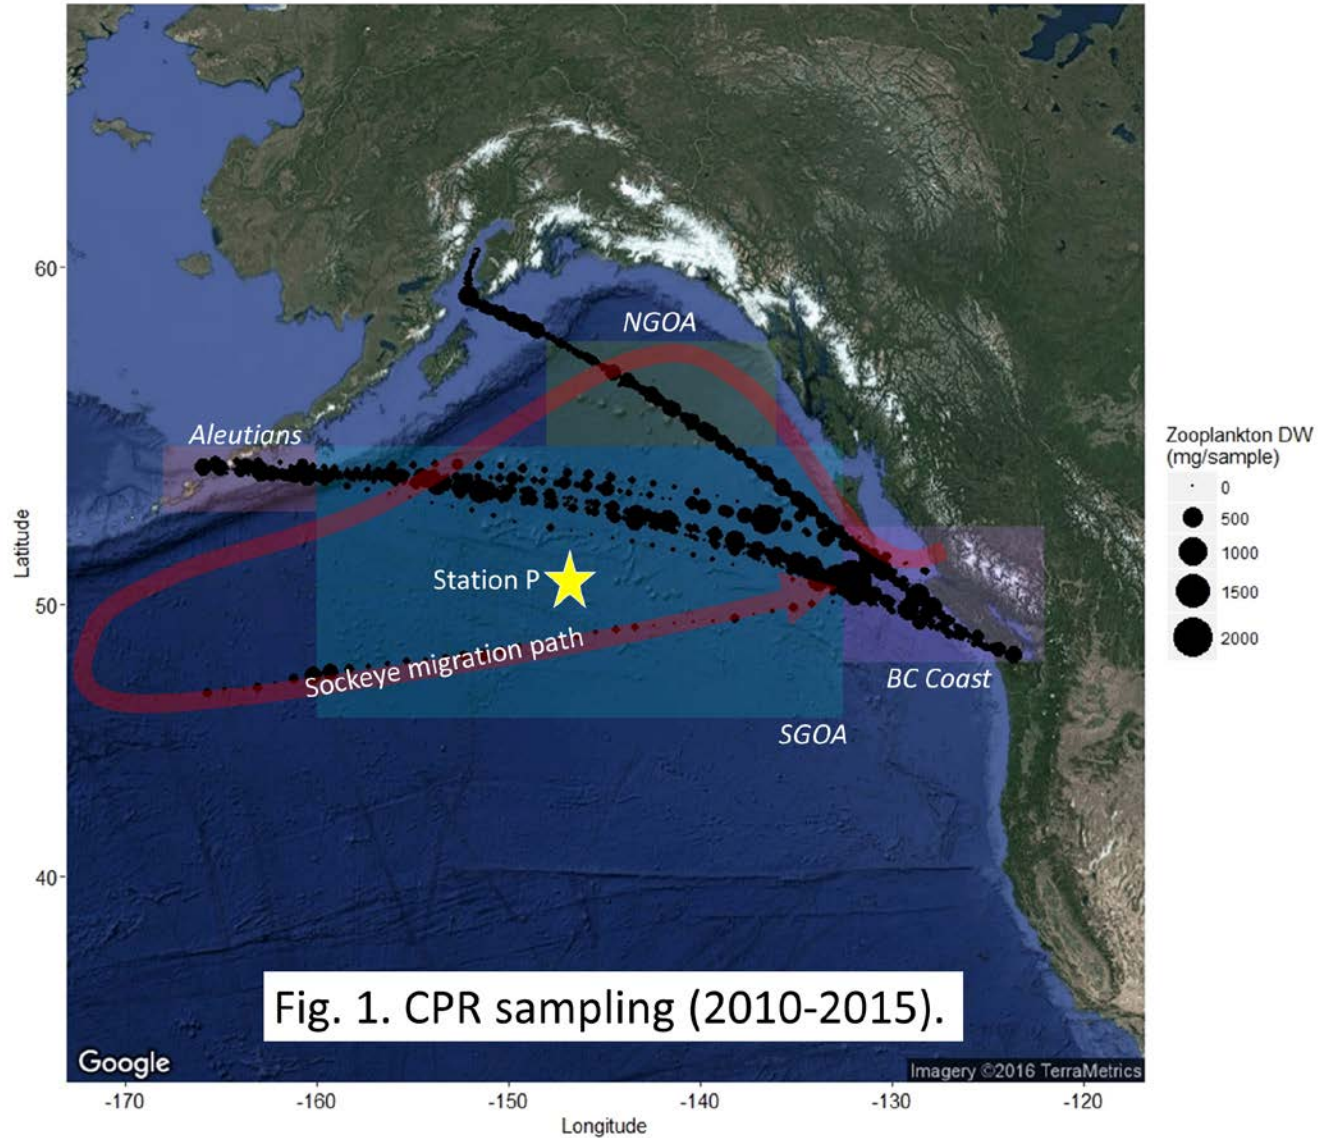 60
50
40
Latitude
NGOA
Aleutians
Station P
Sockeye migration path
BC Coast
SGOA
Fig. 1. CPR sampling (2010-2015).
Google
Imagery ©2016 TerraMetrics
-170
-160
-150
-140
-130
-120
Longitude
Zooplankton DW
(mg/sample)
0
500
1000
1500
2000